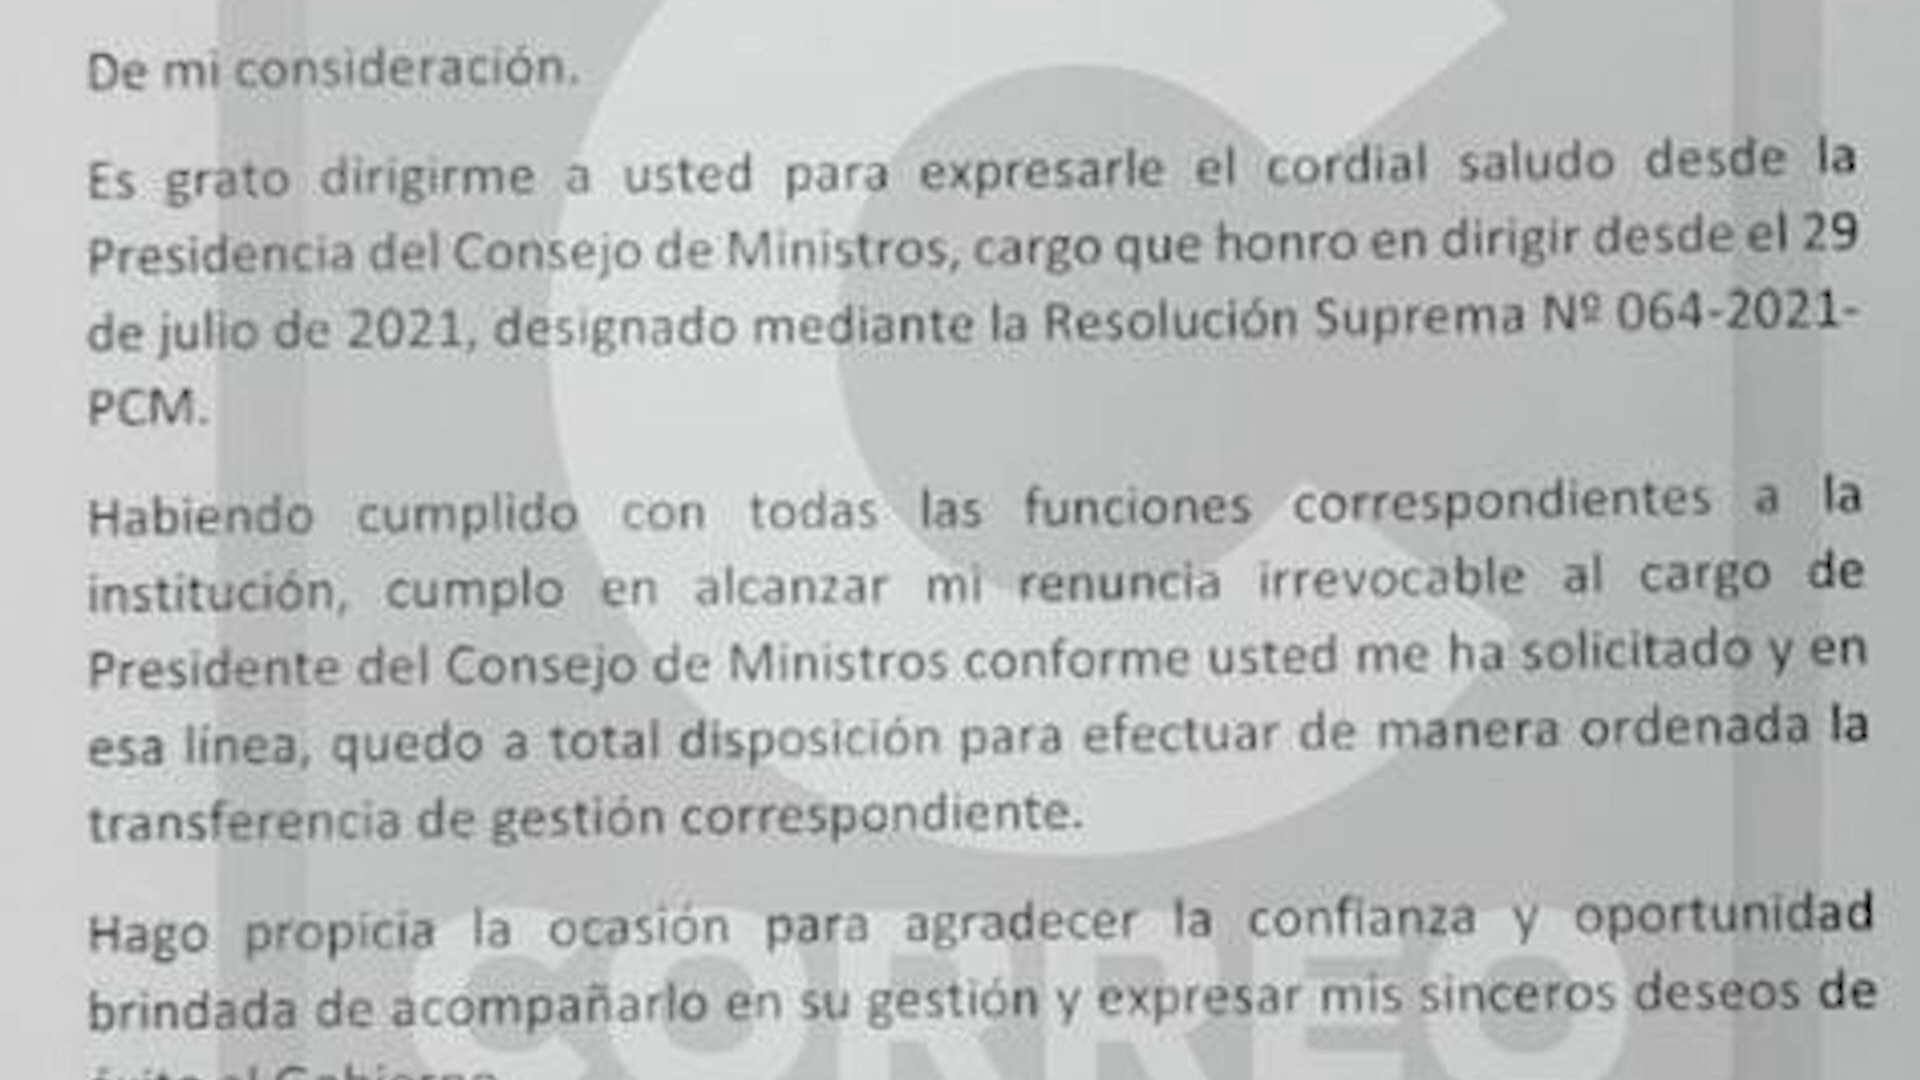 De mi consideración.
Es grato dirigirme a usted para expresarle el cordial saludo desde la
Presidencia del Consejo de Ministros, cargo que honro en dirigir desde el 29
de julio de 2021, designado mediante la Resolución Suprema Nº 064-2021-
PCM.
Habiendo cumplido con todas las funciones correspondientes a la
institución, cumplo en alcanzar mi renuncia irrevocable al cargo de
Presidente del Consejo de Ministros conforme usted me ha solicitado y en
esa línea, quedo a total disposición para efectuar de manera ordenada la
transferencia de gestión correspondiente.
Hago propicia la ocasión para agradecer la confianza y oportunidad
brindada de acompañarlo en su gestión y expresar mis sinceros deseos de
éxito al Gobierno
C
CORREO